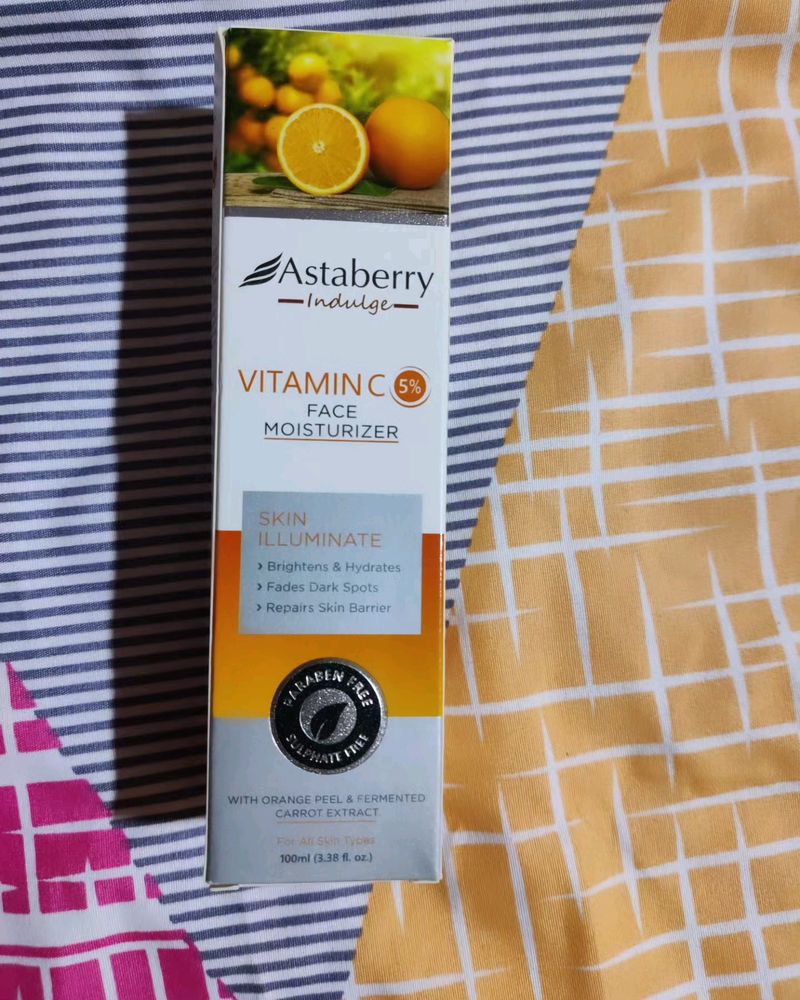 Astaberry
Indulge
VITAMIN C 5%
FACE
MOISTURIZER
SKIN
ILLUMINATE
› Brightens & Hydrates
› Fades Dark Spots
› Repairs Skin Barrier
PARABEN FREE
SULPHATE FREE
WITH ORANGE PEEL & FERMENTED
CARROT EXTRACT
For All Skin Types
100ml (3.38 fl. oz.)